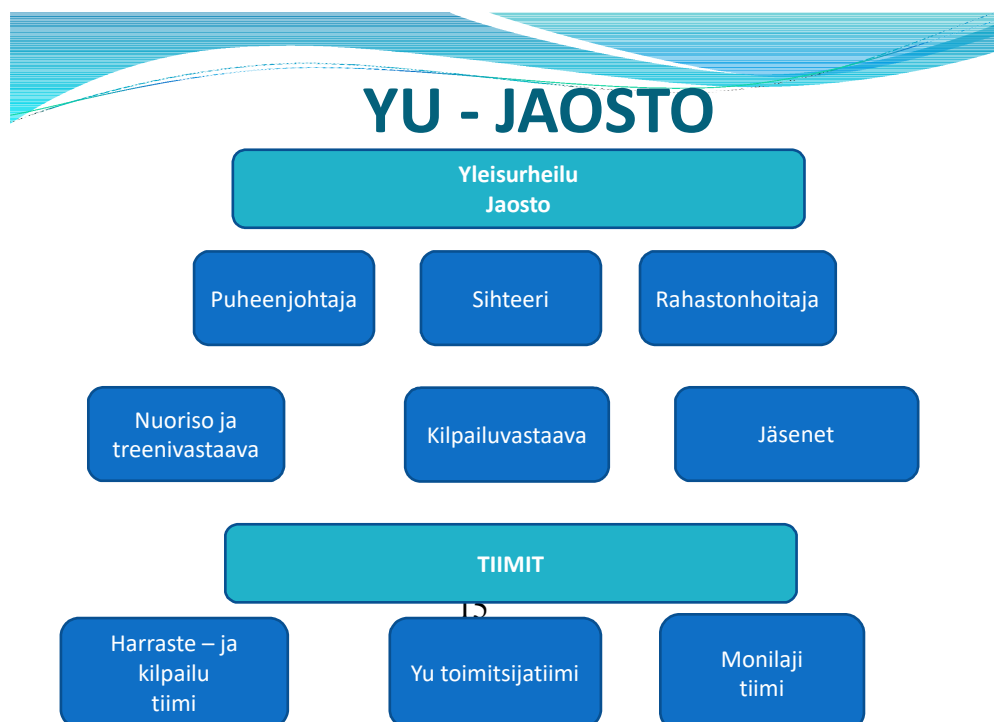 YU - JAOSTO
Yleisurheilu
Jaosto
Puheenjohtaja
Sihteeri
Rahastonhoitaja
Nuoriso ja
treenivastaava
Kilpailuvastaava
Jäsenet
TIIMIT
Harraste – ja
kilpailu
tiimi
Yu toimitsijatiimi
Monilaji
tiimi